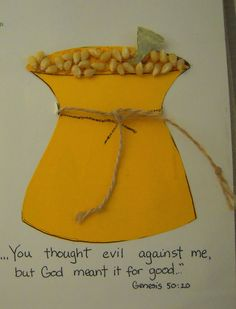 ...You thought evil against me,
but God meant it for good..."
Genesis 50:20